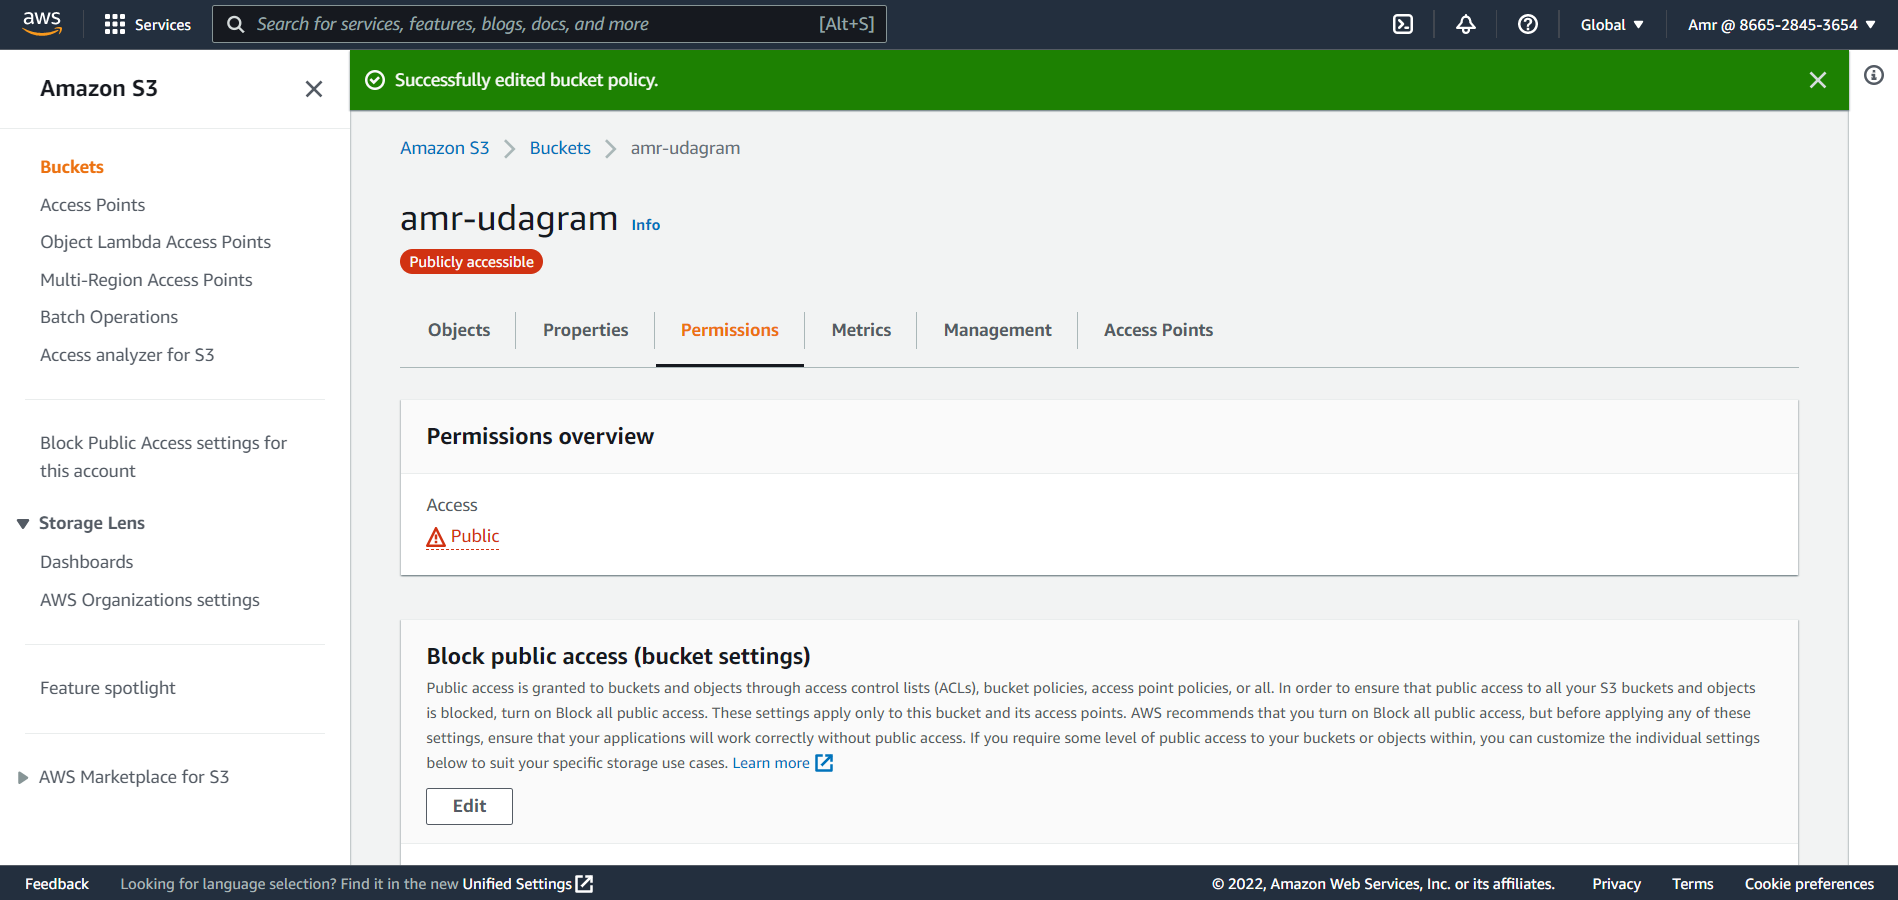 aws
Services
Search for services, features, blogs, docs, and more
[Alt+S]
Global
Amr @ 8665-2845-3654
Amazon S3
Buckets
Access Points
Object Lambda Access Points
Multi-Region Access Points
Batch Operations
Access analyzer for S3
Block Public Access settings for
this account
Storage Lens
Dashboards
AWS Organizations settings
Feature spotlight
AWS Marketplace for S3
Successfully edited bucket policy.
Amazon S3 Buckets amr-udagram
amr-udagram Info
Publicly accessible
Objects Properties Permissions Metrics Management Access Points
Permissions overview
Access
Public
Block public access (bucket settings)
Public access is granted to buckets and objects through access control lists (ACLs), bucket policies, access point policies, or all. In order to ensure that public access to all your S3 buckets and objects
is blocked, turn on Block all public access. These settings apply only to this bucket and its access points. AWS recommends that you turn on Block all public access, but before applying any of these
settings, ensure that your applications will work correctly without public access. If you require some level of public access to your buckets or objects within, you can customize the individual settings
below to suit your specific storage use cases. Learn more
Edit
Feedback Looking for language selection? Find it in the new Unified Settings
© 2022, Amazon Web Services, Inc. or its affiliates. Privacy Terms Cookie preferences